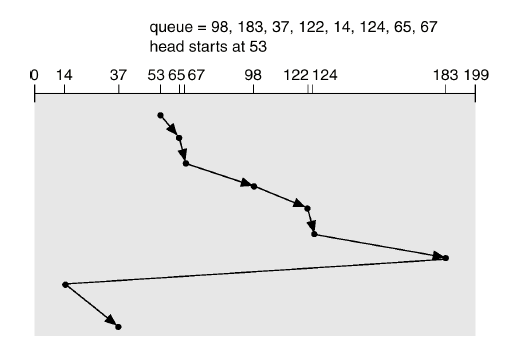 queue = 98, 183, 37, 122, 14, 124, 65, 67
head starts at 53
0 14 37 53 65 67 98 122 124 183 199